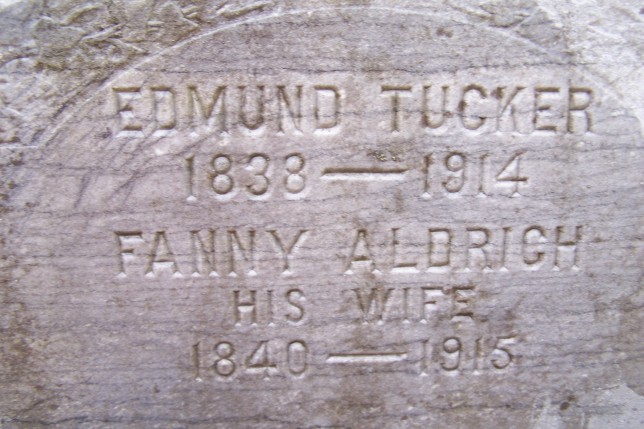 EDMUND TUCKER
1838—1914
FANNY ALDRICH
HIS WIFE
1840—1915